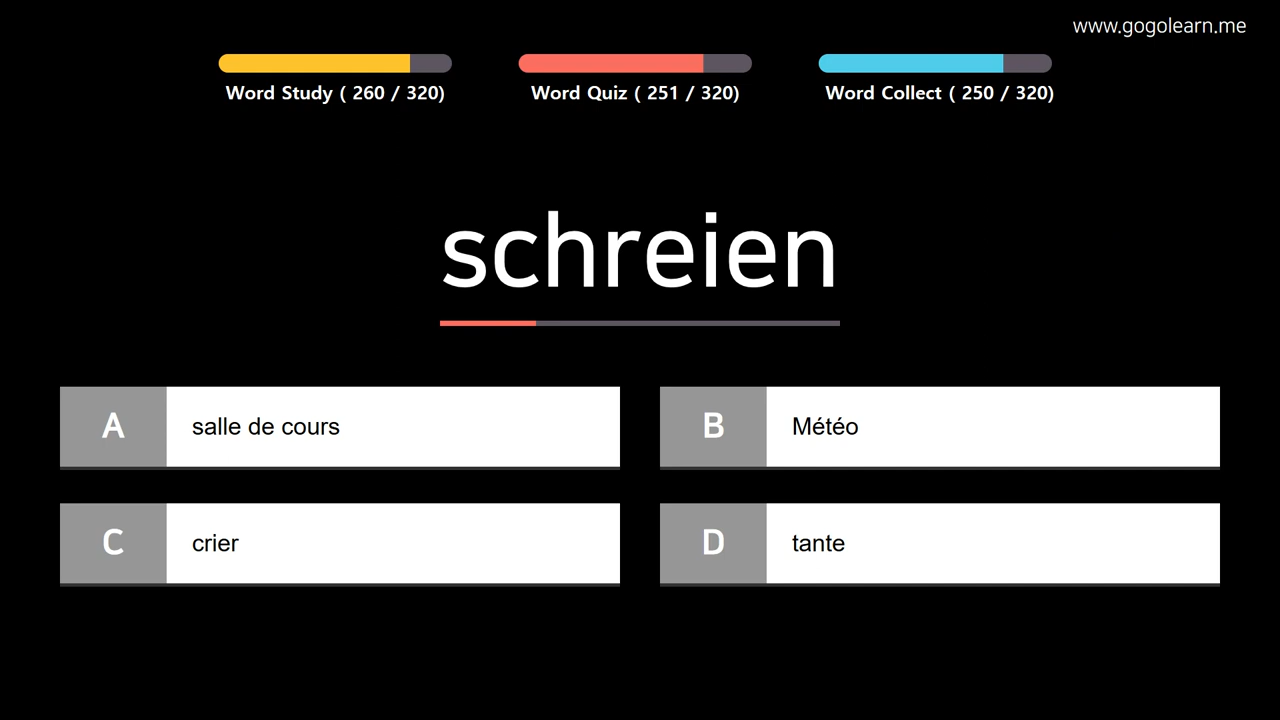 www.gogolearn.me
Word Study ( 260 / 320)
Word Quiz ( 251 / 320)
Word Collect ( 250 / 320)
schreien
A salle de cours
B Météo
C crier
D tante